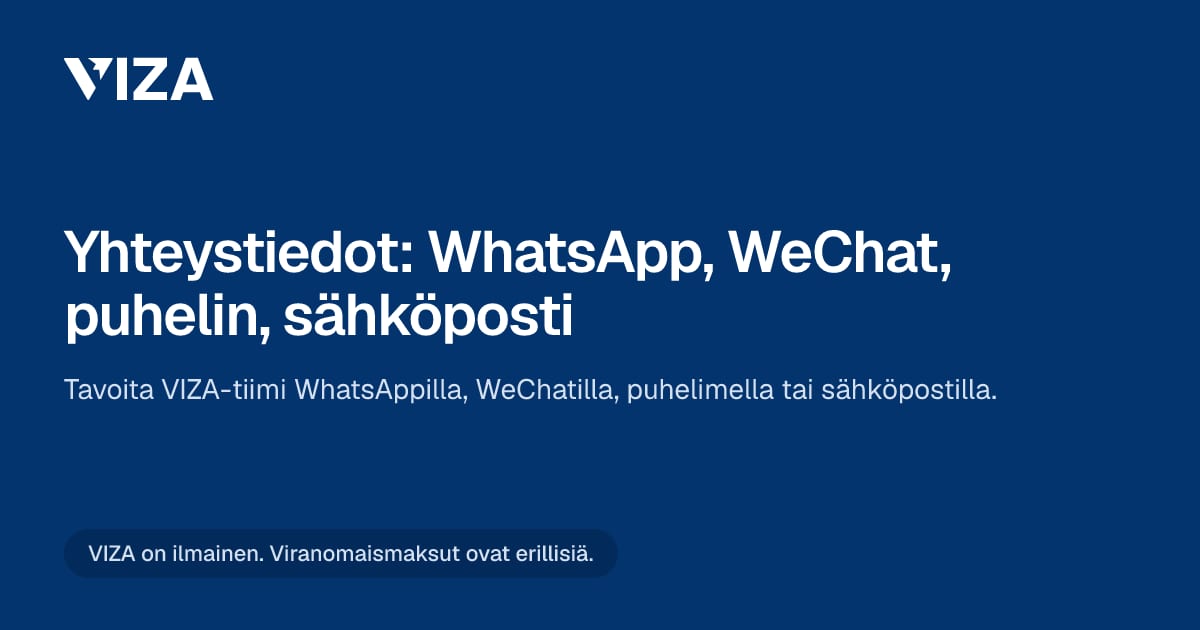 VIZA
Yhteystiedot: WhatsApp, WeChat,
puhelin, sähköposti
Tavoita VIZA-tiimi WhatsAppilla, WeChatilla, puhelimella tai sähköpostilla.
VIZA on ilmainen. Viranomaismaksut ovat erillisiä.